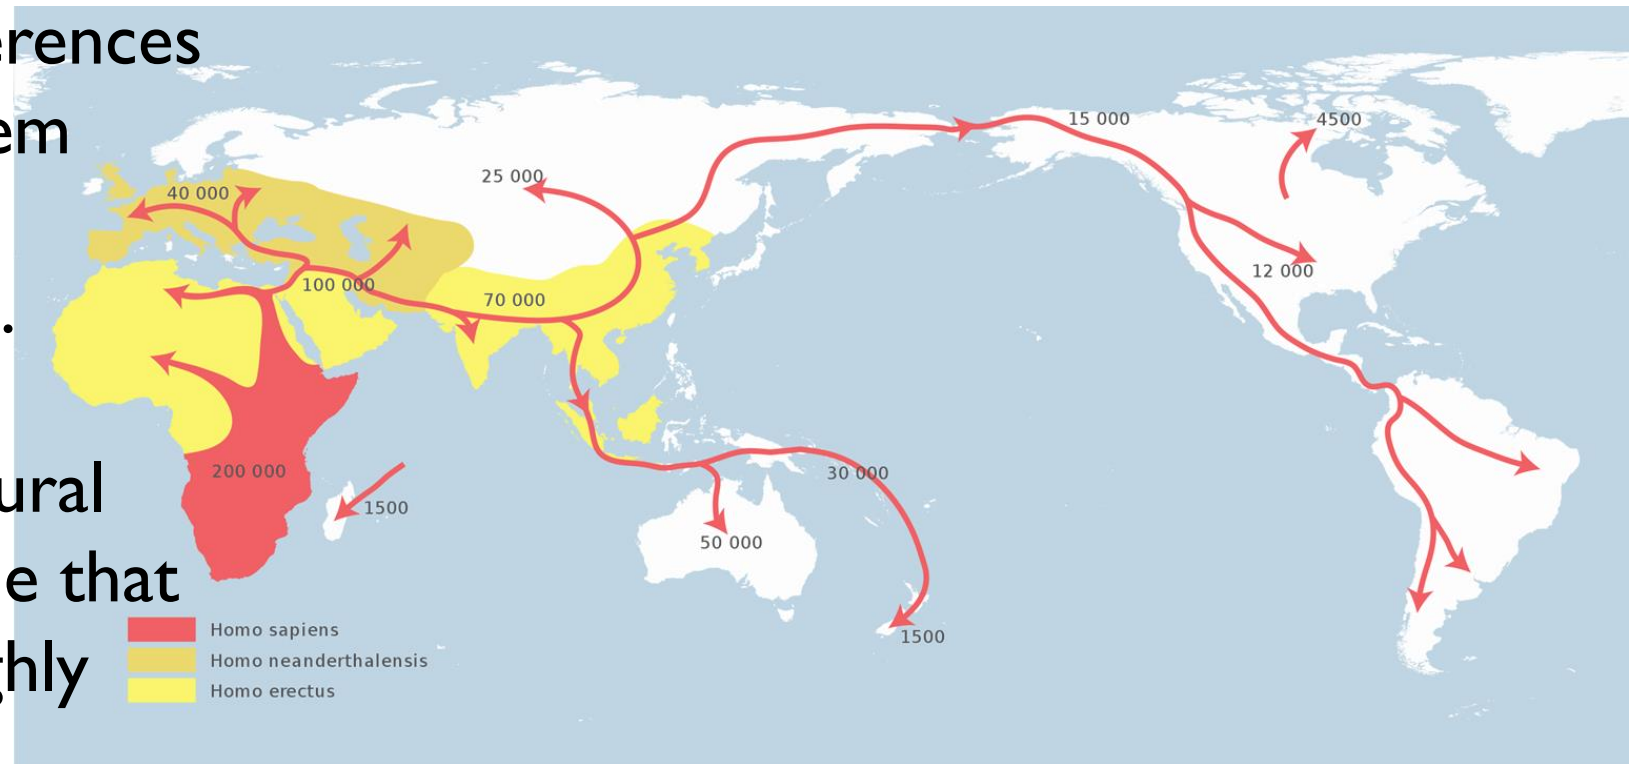 erences
em
.
ural
e that
ghly
15 000
4500
25 000
40 000
12 000
100 000
70 000
200 000
30 000
1500
50 000
1500
Homo sapiens
Homo neanderthalensis
Homo erectus